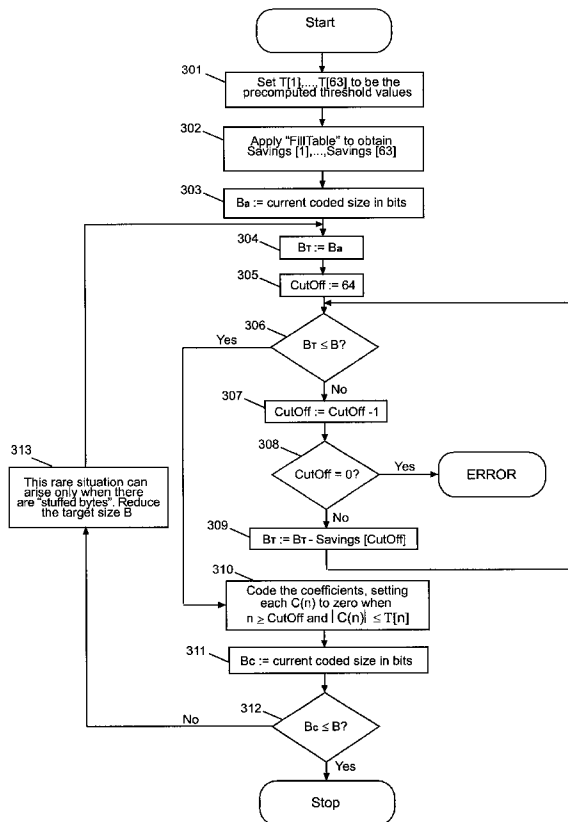 Start
301
Set T[1],...,T[63] to be the
precomputed threshold values
302
Apply "FillTable" to obtain
Savings [1],...,Savings [63]
303
Ba := current coded size in bits
304
BT := Ba
305
CutOff := 64
306
Yes
BT ≤ B?
No
307
CutOff := CutOff -1
308
CutOff = 0?
Yes
ERROR
313
This rare situation can
arise only when there
are "stuffed bytes". Reduce
the target size B
No
309
BT := BT - Savings [CutOff]
310
Code the coefficients, setting
each C(n) to zero when
n ≥ CutOff and |C(n)| ≤ T[n]
311
Bc := current coded size in bits
312
No
Bc ≤ B?
Yes
Stop